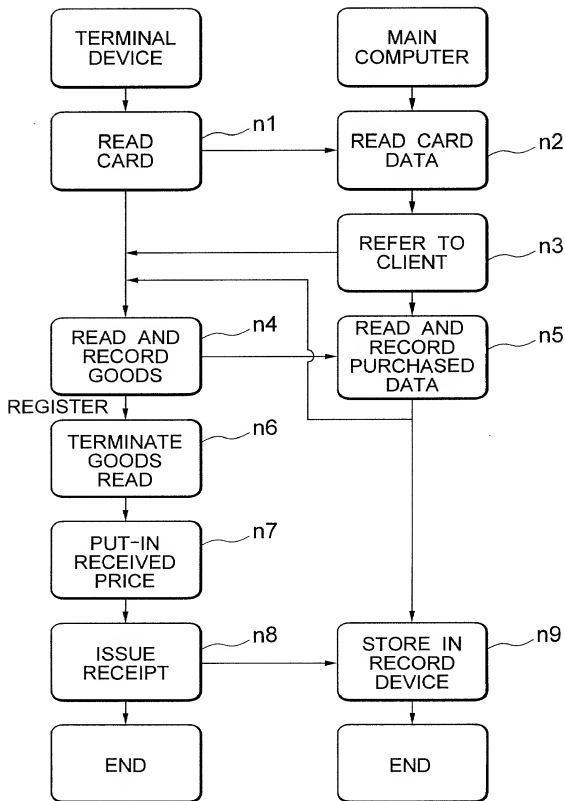 TERMINAL
DEVICE
MAIN
COMPUTER
READ
CARD
n1
READ CARD
DATA
n2
REFER TO
CLIENT
n3
READ AND
RECORD
GOODS
n4
READ AND
RECORD
PURCHASED
DATA
n5
REGISTER
TERMINATE
GOODS
READ
n6
PUT-IN
RECEIVED
PRICE
n7
ISSUE
RECEIPT
n8
STORE IN
RECORD
DEVICE
n9
END
END